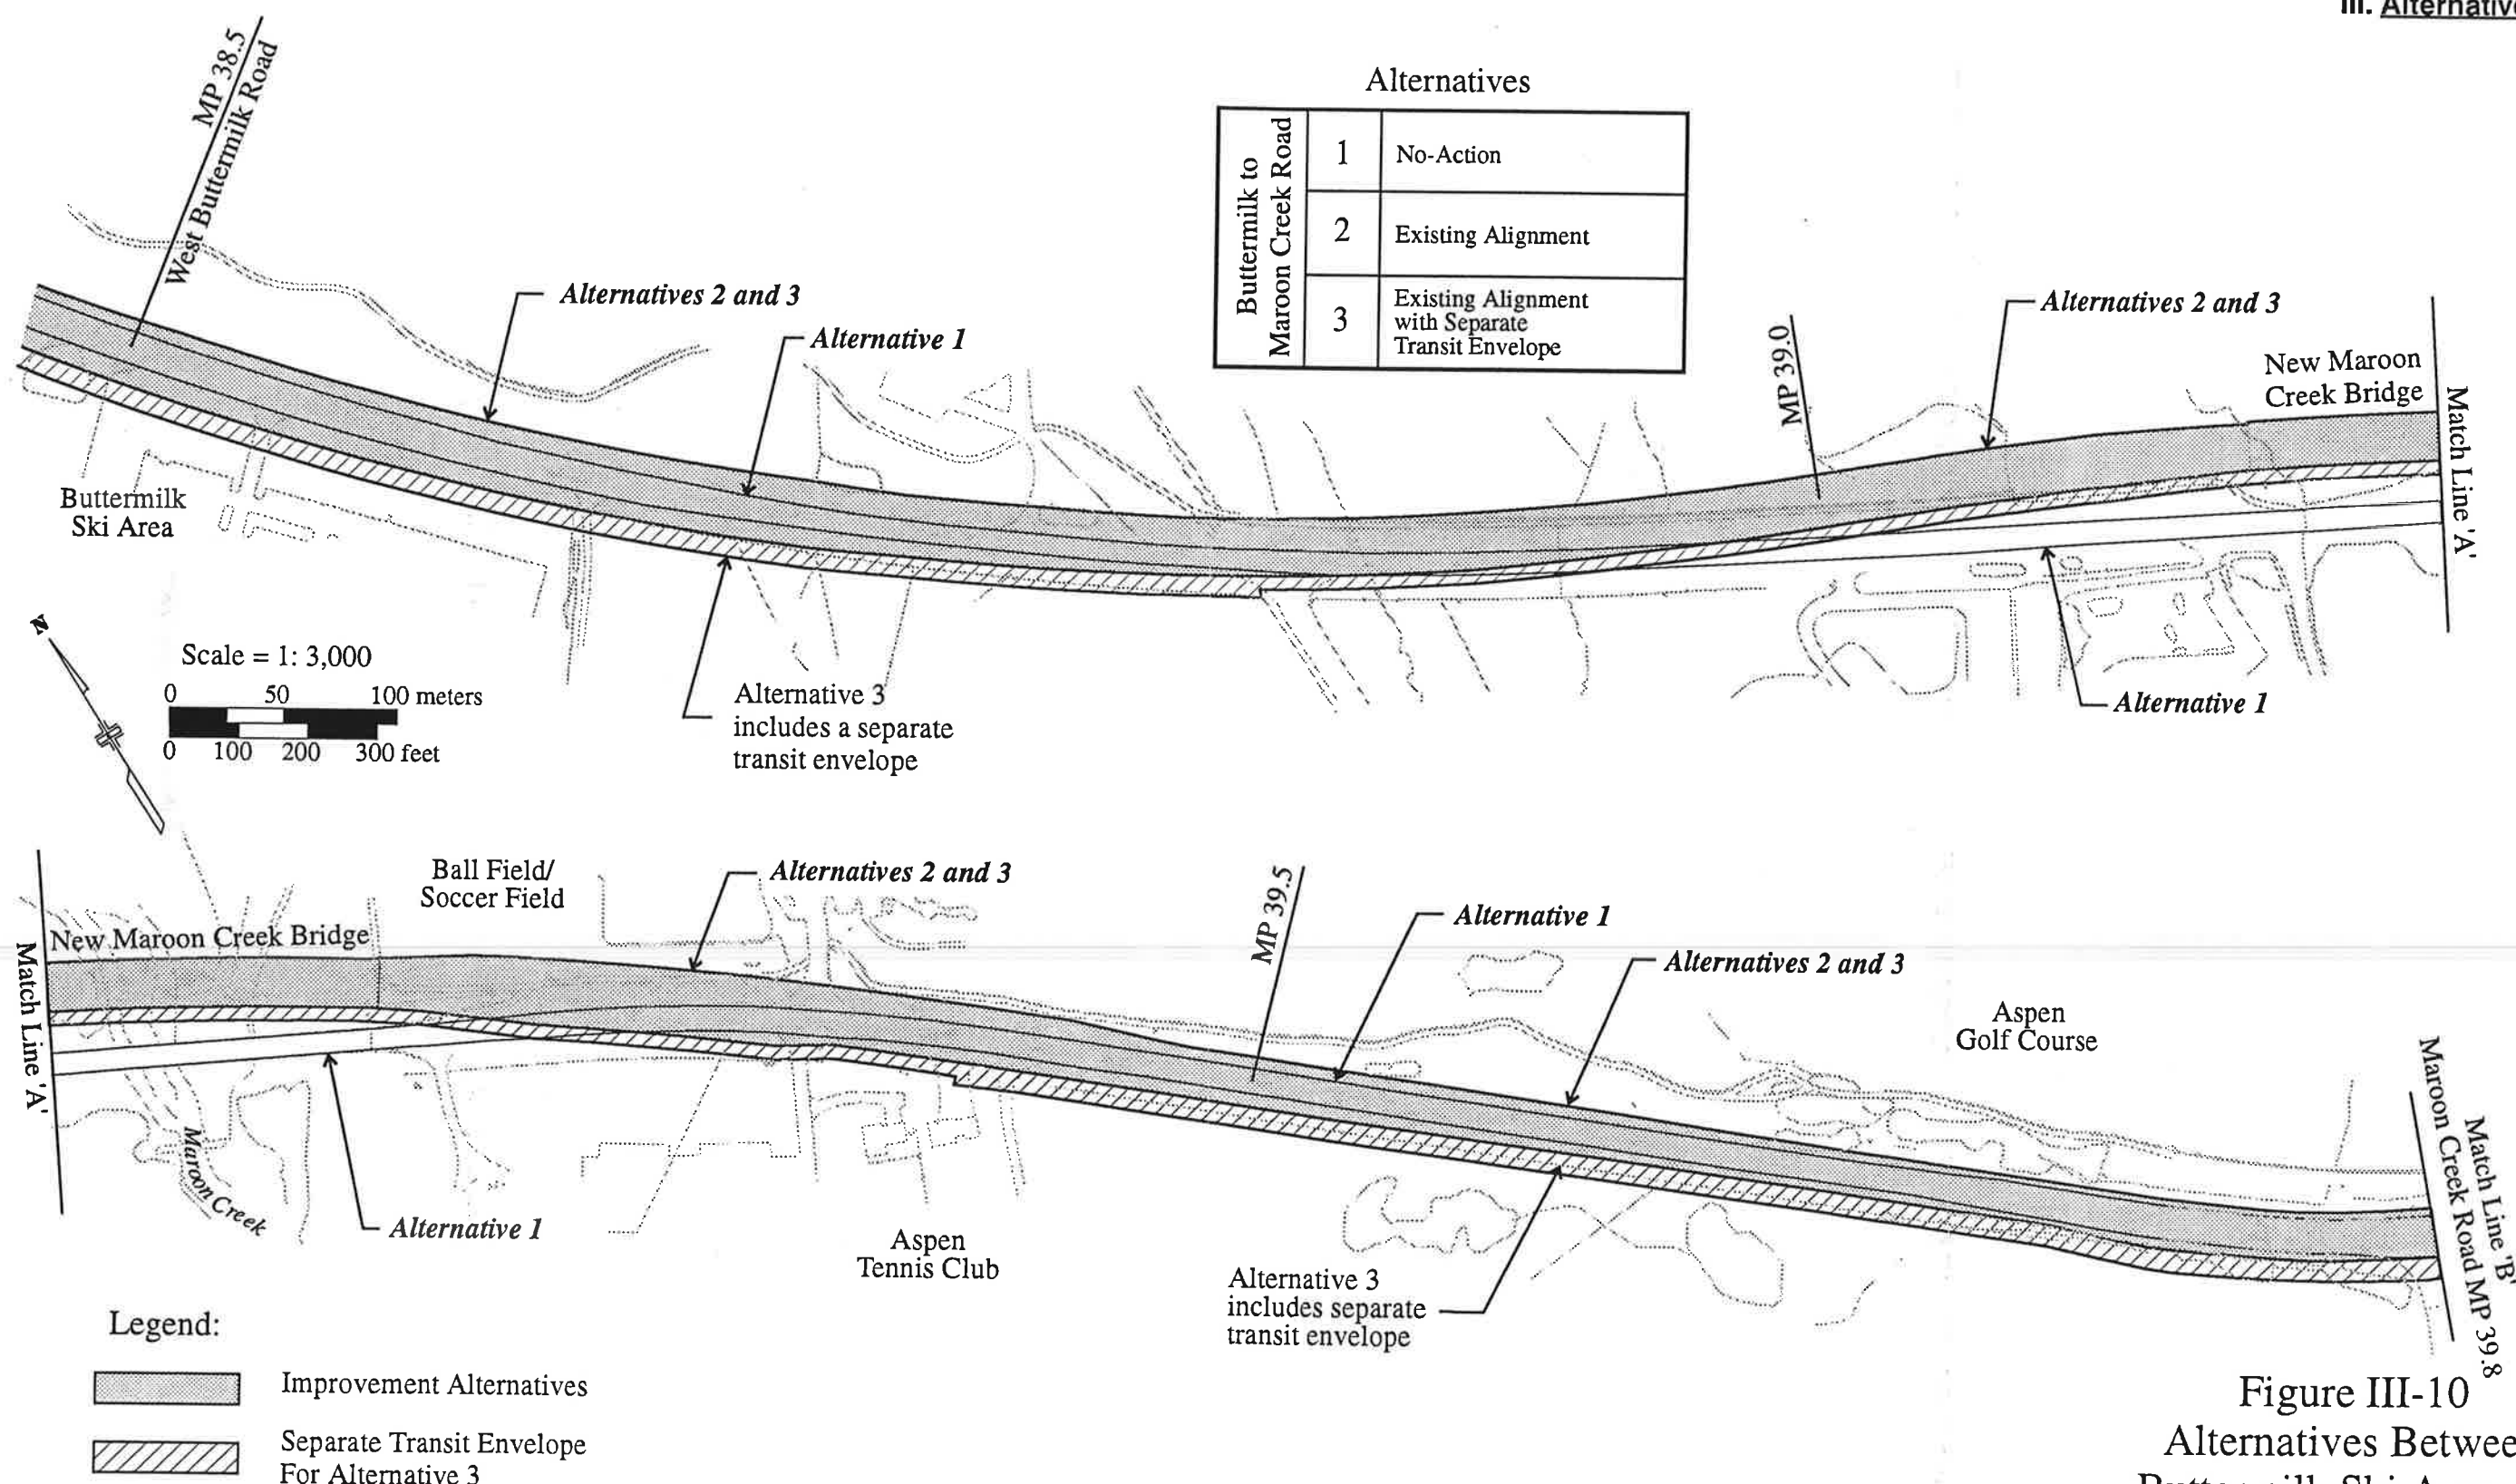 III. Alternativ
MP 38.5
West Buttermilk Road
Alternatives
Buttermilk to
Maroon Creek Road
1
No-Action
2
Existing Alignment
3
Existing Alignment
with Separate
Transit Envelope
Alternatives 2 and 3
Alternative 1
MP 39.0
Alternatives 2 and 3
New Maroon
Creek Bridge
Match Line 'A'
Buttermilk
Ski Area
N
Scale = 1: 3,000
0 50 100 meters
0 100 200 300 feet
Alternative 3
includes a separate
transit envelope
Alternative 1
Match Line 'A'
New Maroon Creek Bridge
Ball Field/
Soccer Field
Alternatives 2 and 3
MP 39.5
Alternative 1
Alternatives 2 and 3
Aspen
Golf Course
Maroon Creek
Alternative 1
Aspen
Tennis Club
Alternative 3
includes separate
transit envelope
Match Line 'B'
Maroon Creek Road MP 39.8
Legend:
Improvement Alternatives
Separate Transit Envelope
For Alternative 3
Figure III-10
Alternatives Betwee